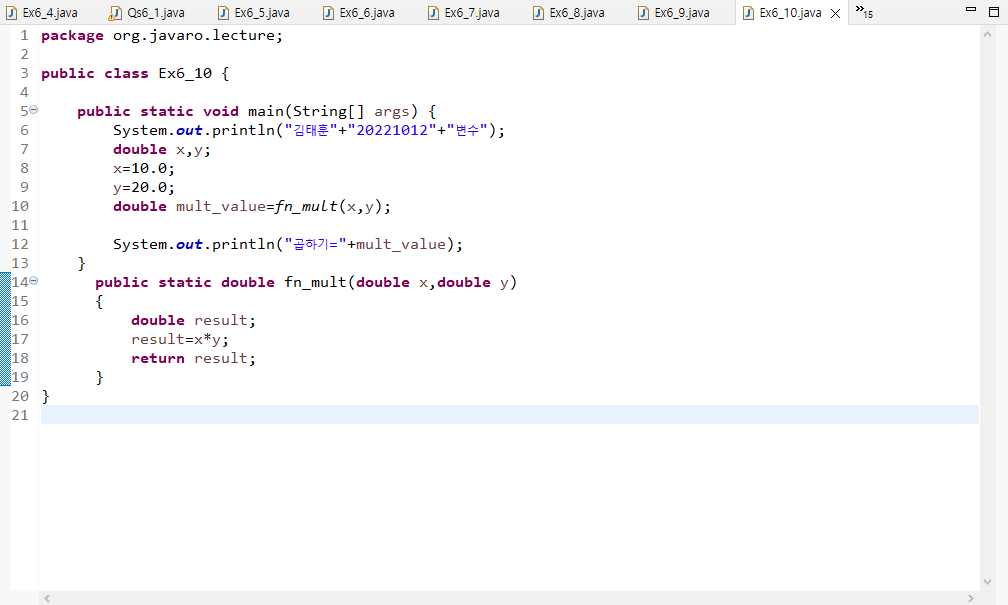 Ex6_4.java Qs6_1.java Ex6_5.java Ex6_6.java Ex6_7.java Ex6_8.java Ex6_9.java Ex6_10.java »15
1 package org.javaro.lecture;
2
3 public class Ex6_10 {
4
5 public static void main(String[] args) {
6 System.out.println("김태훈"+"20221012"+"변수");
7 double x,y;
8 x=10.0;
9 y=20.0;
10 double mult_value=fn_mult(x,y);
11
12 System.out.println("곱하기="+mult_value);
13 }
14 public static double fn_mult(double x,double y)
15 {
16 double result;
17 result=x*y;
18 return result;
19 }
20 }
21